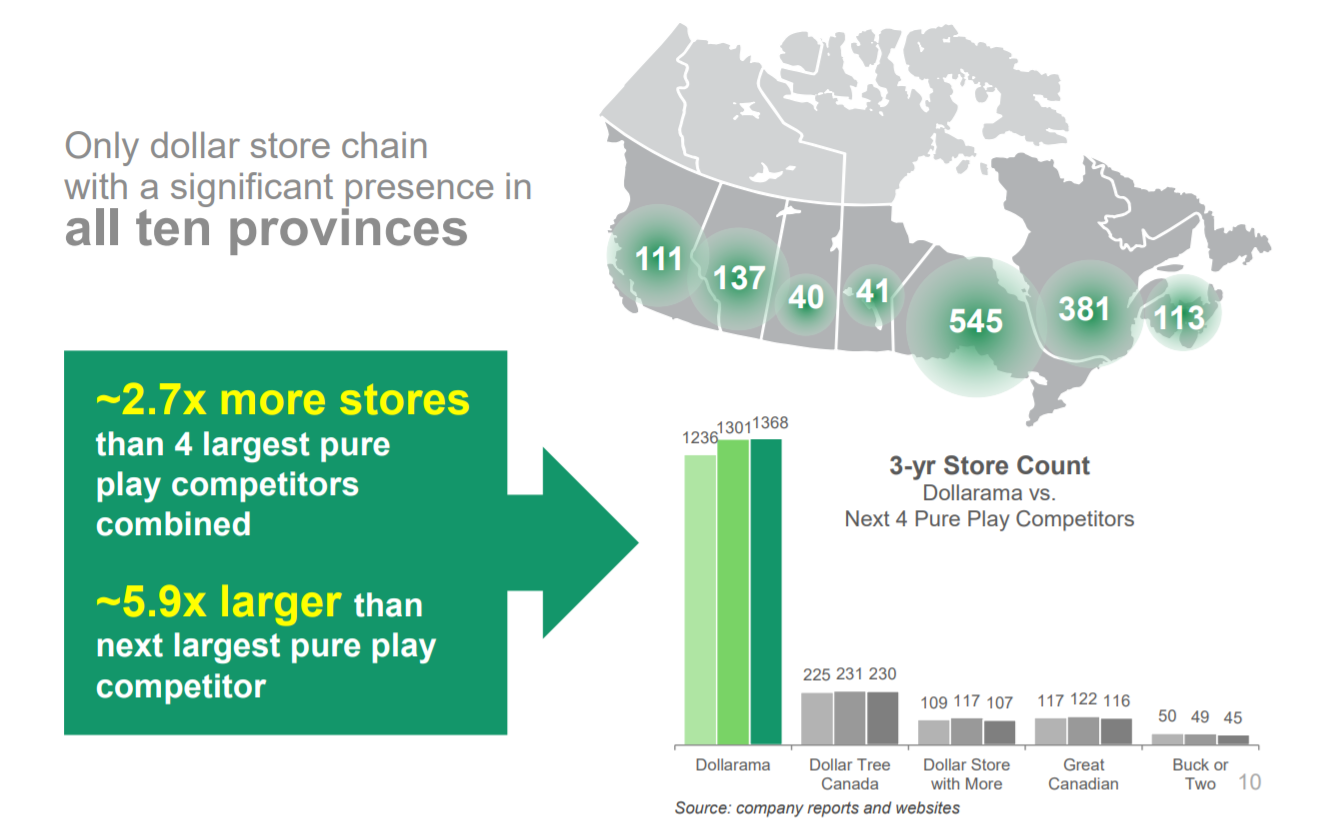 Only dollar store chain
with a significant presence in
all ten provinces
111
137
40
41
545
381
113
~2.7x more stores
than 4 largest pure
play competitors
combined
~5.9x larger than
next largest pure play
competitor
3-yr Store Count
Dollarama vs.
Next 4 Pure Play Competitors
1236 1301 1368
225 231 230
109 117 107
117 122 116
50 49 45
Dollarama
Dollar Tree
Canada
Dollar Store
with More
Great
Canadian
Buck or
Two
10
Source: company reports and websites